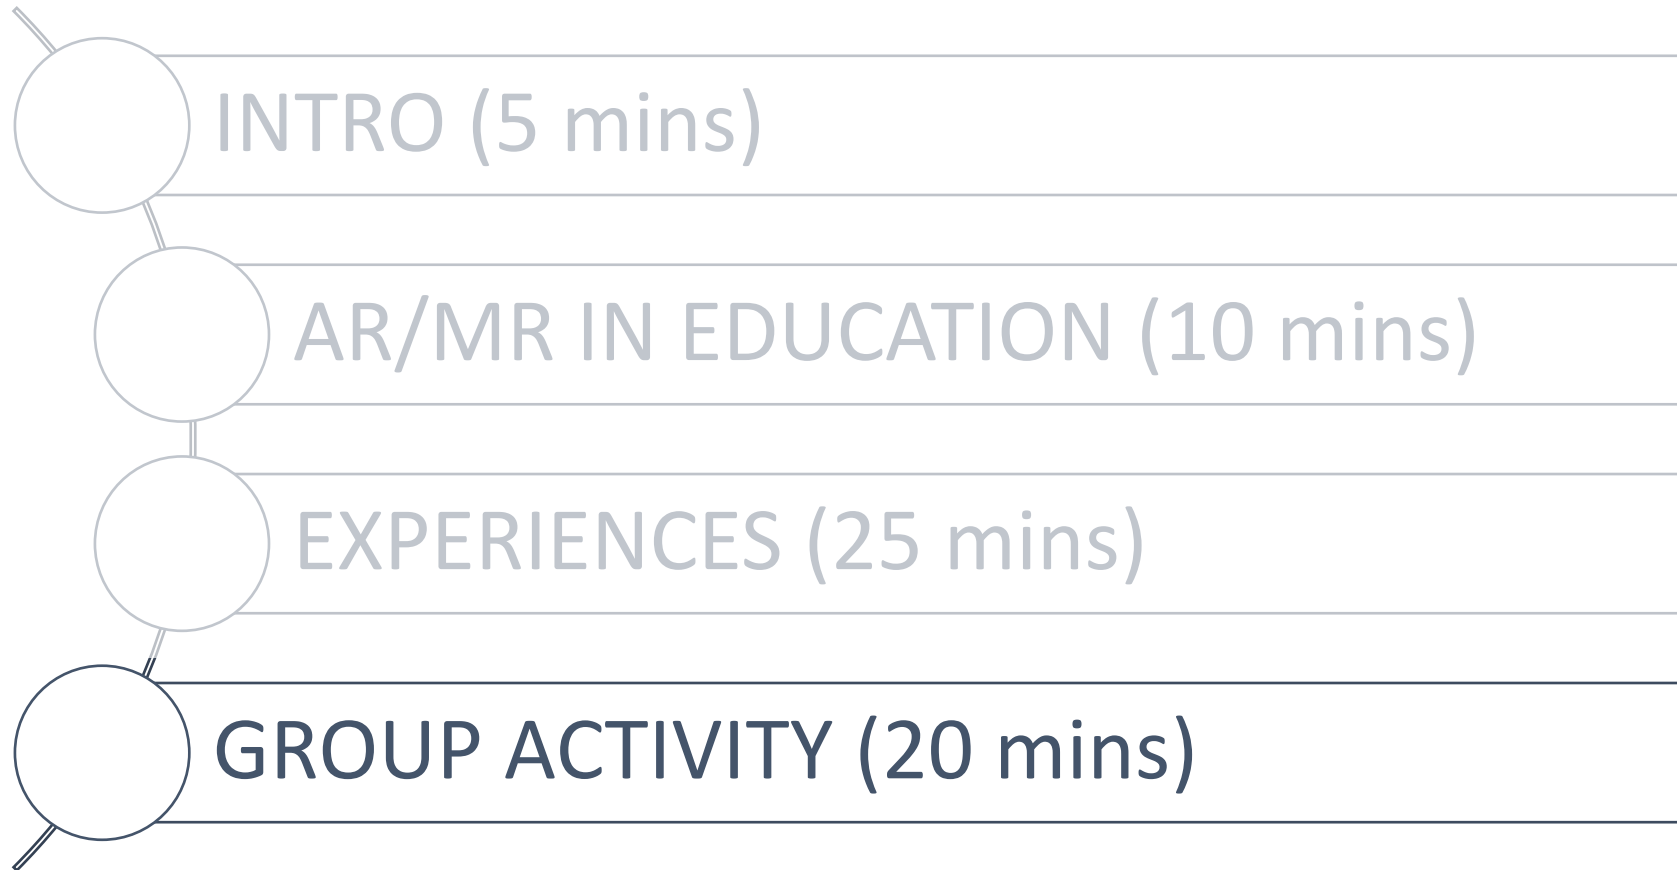 INTRO (5 mins)
AR/MR IN EDUCATION (10 mins)
EXPERIENCES (25 mins)
GROUP ACTIVITY (20 mins)